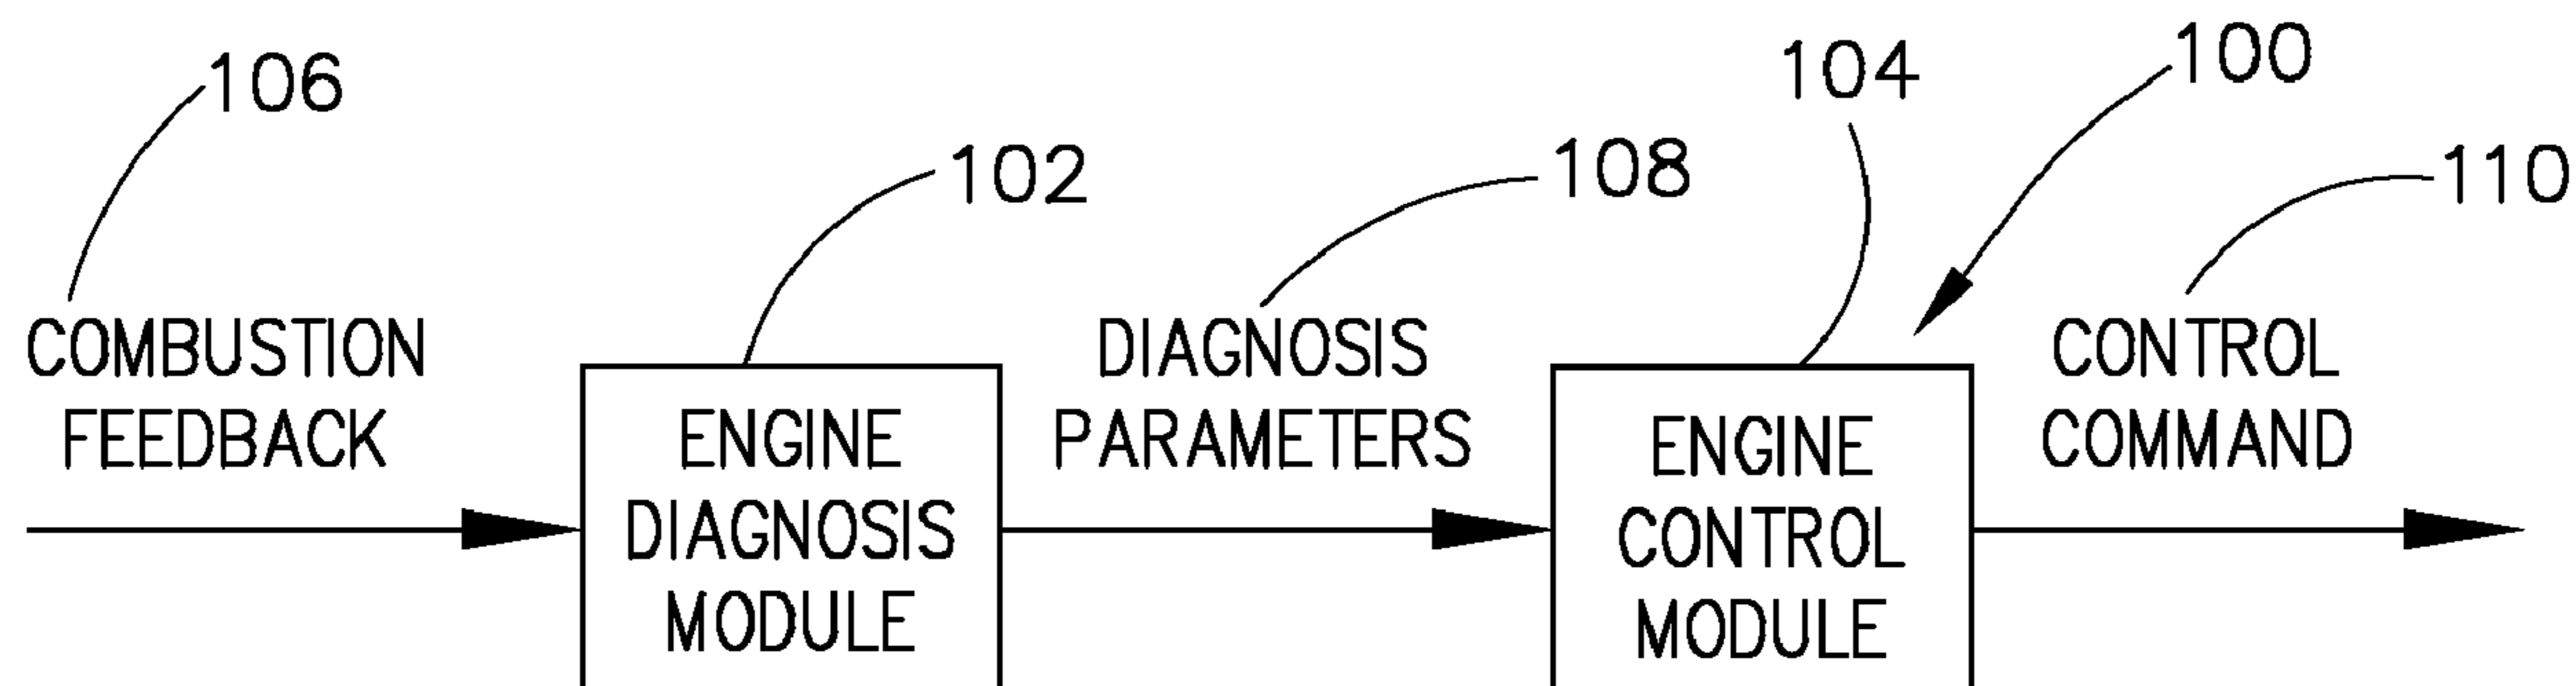 106
102
108
104
100
110
COMBUSTION
FEEDBACK
ENGINE
DIAGNOSIS
MODULE
DIAGNOSIS
PARAMETERS
ENGINE
CONTROL
MODULE
CONTROL
COMMAND